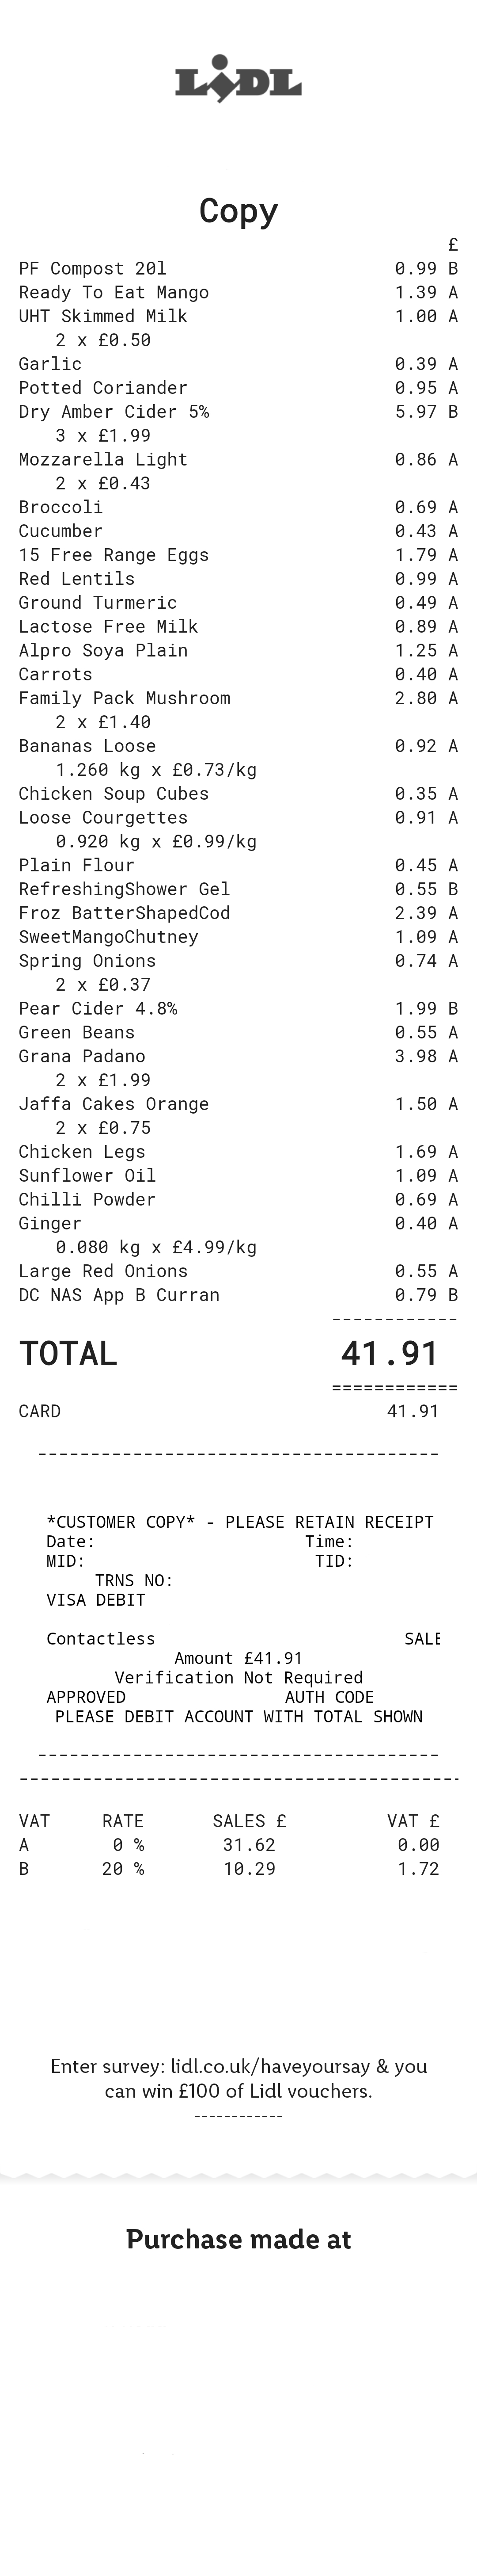 LIDL
Copy
£
PF Compost 20l 0.99 B
Ready To Eat Mango 1.39 A
UHT Skimmed Milk 1.00 A
2 x £0.50
Garlic 0.39 A
Potted Coriander 0.95 A
Dry Amber Cider 5% 5.97 B
3 x £1.99
Mozzarella Light 0.86 A
2 x £0.43
Broccoli 0.69 A
Cucumber 0.43 A
15 Free Range Eggs 1.79 A
Red Lentils 0.99 A
Ground Turmeric 0.49 A
Lactose Free Milk 0.89 A
Alpro Soya Plain 1.25 A
Carrots 0.40 A
Family Pack Mushroom 2.80 A
2 x £1.40
Bananas Loose 0.92 A
1.260 kg x £0.73/kg
Chicken Soup Cubes 0.35 A
Loose Courgettes 0.91 A
0.920 kg x £0.99/kg
Plain Flour 0.45 A
RefreshingShower Gel 0.55 B
Froz BatterShapedCod 2.39 A
SweetMangoChutney 1.09 A
Spring Onions 0.74 A
2 x £0.37
Pear Cider 4.8% 1.99 B
Green Beans 0.55 A
Grana Padano 3.98 A
2 x £1.99
Jaffa Cakes Orange 1.50 A
2 x £0.75
Chicken Legs 1.69 A
Sunflower Oil 1.09 A
Chilli Powder 0.69 A
Ginger 0.40 A
0.080 kg x £4.99/kg
Large Red Onions 0.55 A
DC NAS App B Curran 0.79 B
------------
TOTAL 41.91
============
CARD 41.91
--------------------------------------
*CUSTOMER COPY* - PLEASE RETAIN RECEIPT
Date: Time:
MID: TID:
TRNS NO:
VISA DEBIT
Contactless SALE
Amount £41.91
Verification Not Required
APPROVED AUTH CODE
PLEASE DEBIT ACCOUNT WITH TOTAL SHOWN
--------------------------------------
------------------------------------------
VAT RATE SALES £ VAT £
A 0 % 31.62 0.00
B 20 % 10.29 1.72
Enter survey: lidl.co.uk/haveyoursay & you
can win £100 of Lidl vouchers.
------------
Purchase made at